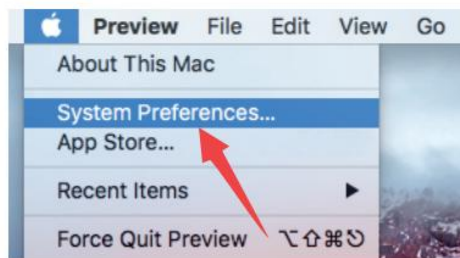 Preview File Edit View Go
About This Mac
System Preferences...
App Store...
Recent Items
Force Quit Preview ⌥⇧⌘⎋